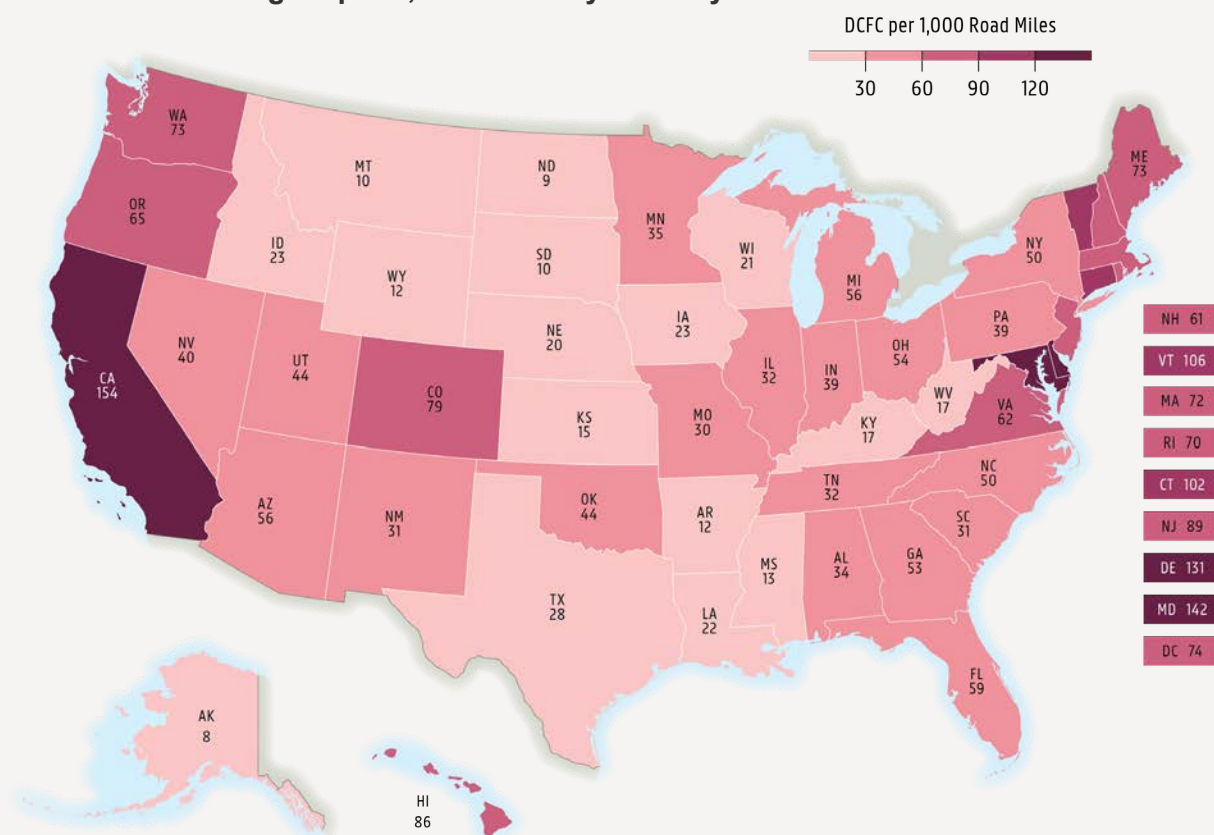 DCFC per 1,000 Road Miles
30 60 90 120
WA
73
OR
65
CA
154
NV
40
ID
23
MT
10
WY
12
UT
44
AZ
56
CO
79
NM
31
ND
9
SD
10
NE
20
KS
15
OK
44
TX
28
MN
35
IA
23
MO
30
AR
12
LA
22
WI
21
IL
32
MS
13
MI
56
IN
39
OH
54
KY
17
TN
32
AL
34
GA
53
FL
59
SC
31
NC
50
WV
17
VA
62
PA
39
NY
50
ME
73
NH 61
VT 106
MA 72
RI 70
CT 102
NJ 89
DE 131
MD 142
DC 74
AK
8
HI
86